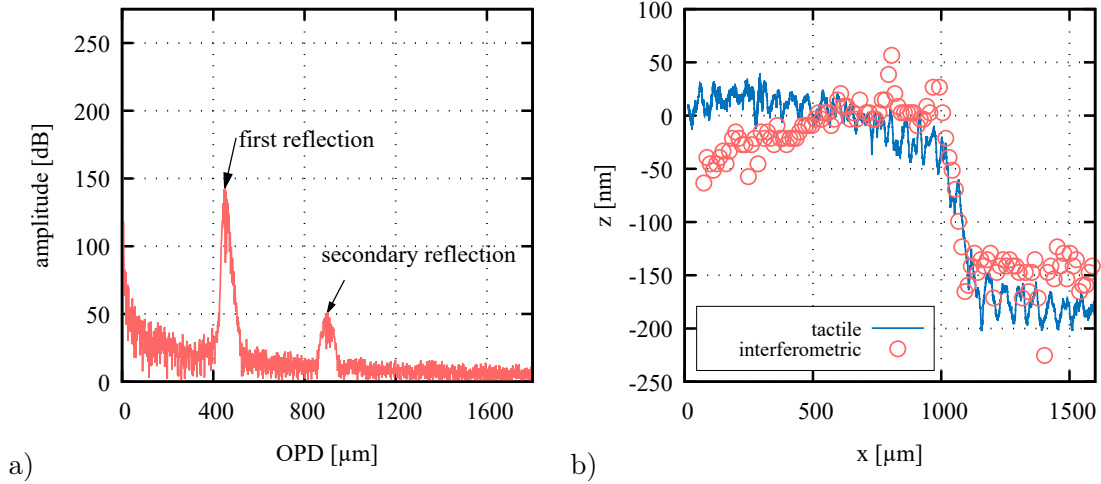 250
200
150
100
50
0
amplitude [dB]
first reflection
secondary reflection
0
400
800
1200
1600
OPD [µm]
a)
100
50
0
-50
-100
-150
-200
-250
z [nm]
tactile
interferometric
0
500
1000
1500
x [µm]
b)